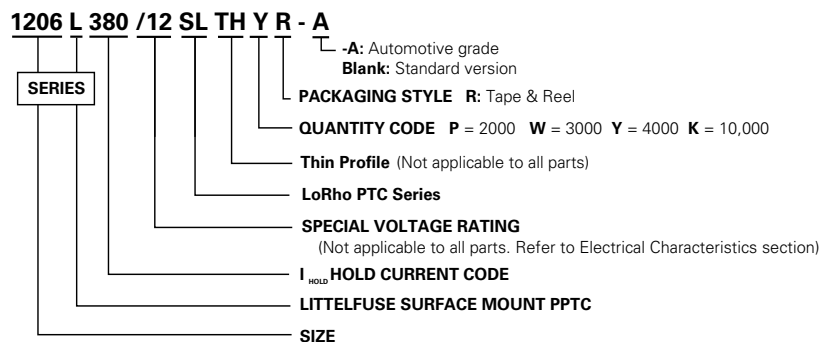 1206 L 380 /12 SL TH Y R - A
-A: Automotive grade
Blank: Standard version
SERIES
PACKAGING STYLE R: Tape & Reel
QUANTITY CODE P = 2000 W = 3000 Y = 4000 K = 10,000
Thin Profile (Not applicable to all parts)
LoRho PTC Series
SPECIAL VOLTAGE RATING
(Not applicable to all parts. Refer to Electrical Characteristics section)
I HOLD HOLD CURRENT CODE
LITTELFUSE SURFACE MOUNT PPTC
SIZE